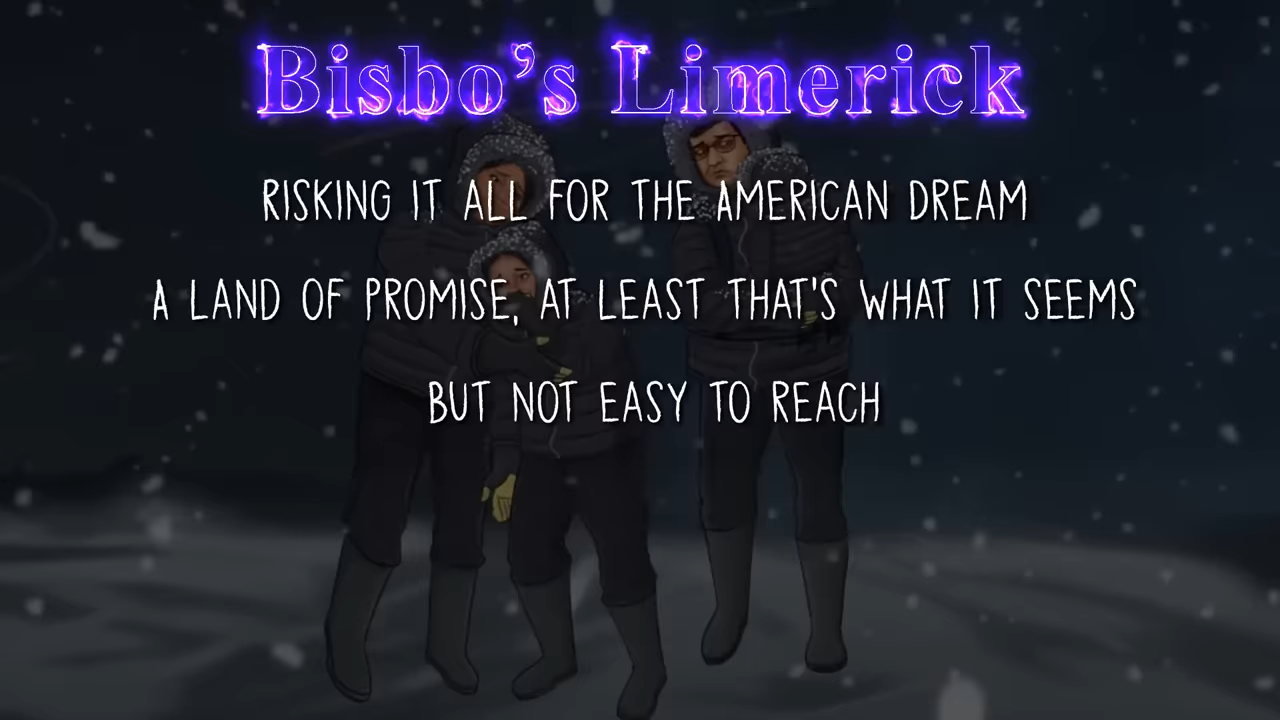 Bisbo's Limerick
RISKING IT ALL FOR THE AMERICAN DREAM
A LAND OF PROMISE, AT LEAST THAT'S WHAT IT SEEMS
BUT NOT EASY TO REACH